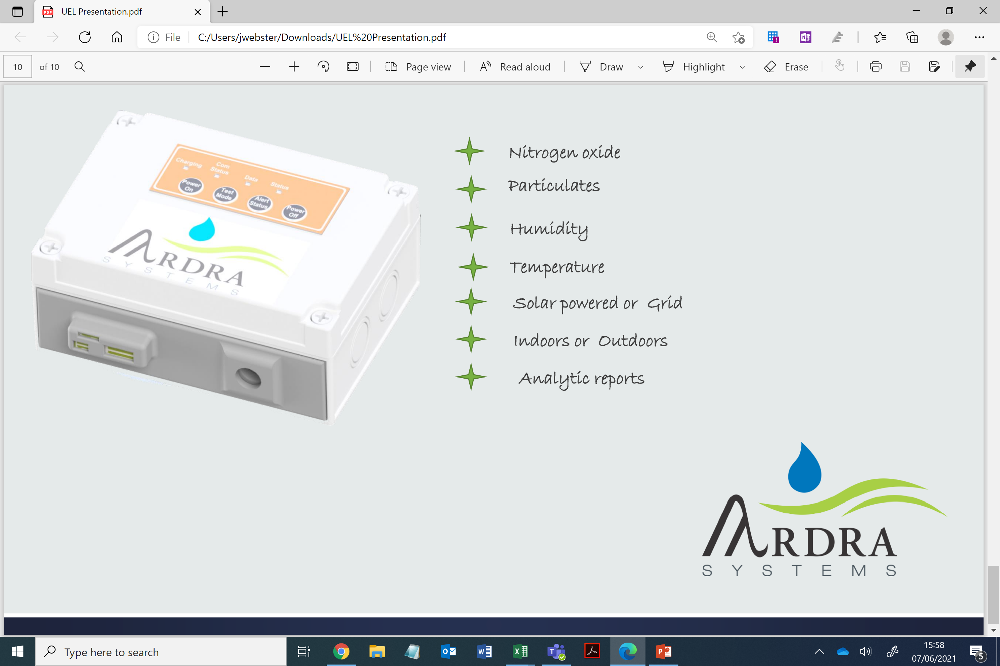 UEL Presentation.pdf
File
C:/Users/jwebster/Downloads/UEL%20Presentation.pdf
10 of 10
Page view
Read aloud
Draw
Highlight
Erase
Charging
Com
Status
Data
Status
Power
On
Test
Mode
Alert
Status
Power
Off
ARDRA
SYSTEMS
Nitrogen oxide
Particulates
Humidity
Temperature
Solar powered or Grid
Indoors or Outdoors
Analytic reports
ARDRA
SYSTEMS
Type here to search
15:58
07/06/2021
5